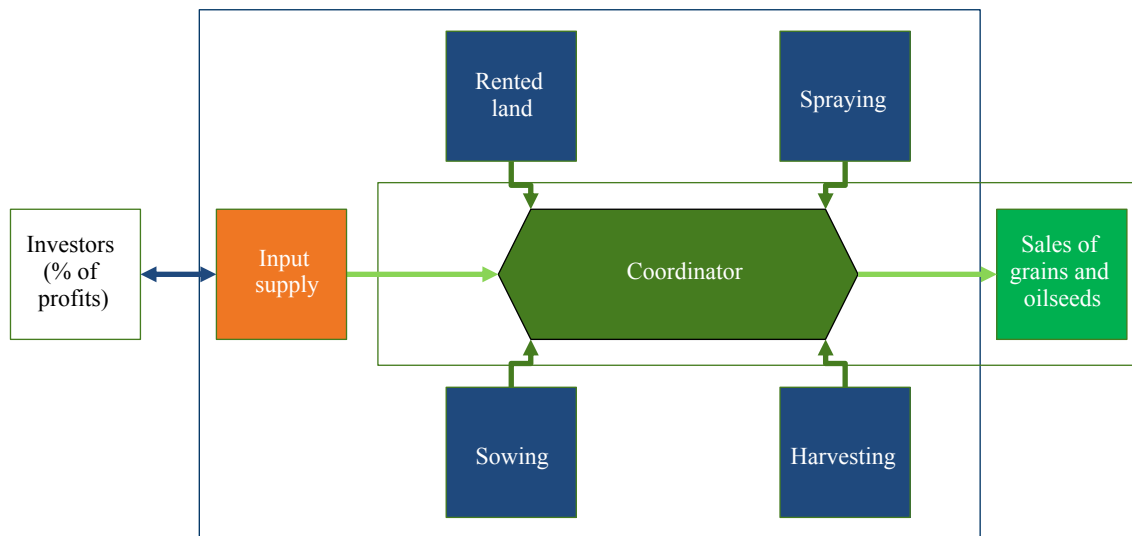 Rented
land
Spraying
Investors
(% of
profits)
Input
supply
Coordinator
Sales of
grains and
oilseeds
Sowing
Harvesting